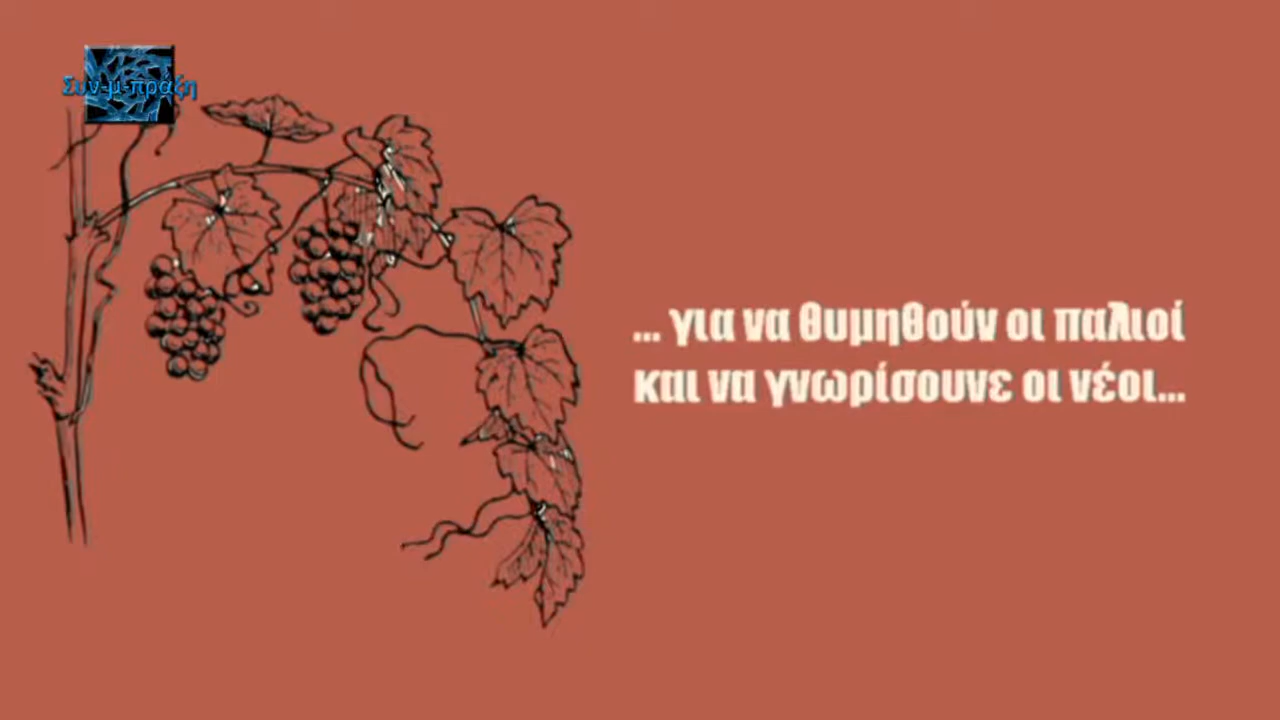 Συν-μ-πράξη
... για να θυμηθούν οι παλιοί
και να γνωρίσουνε οι νέοι...